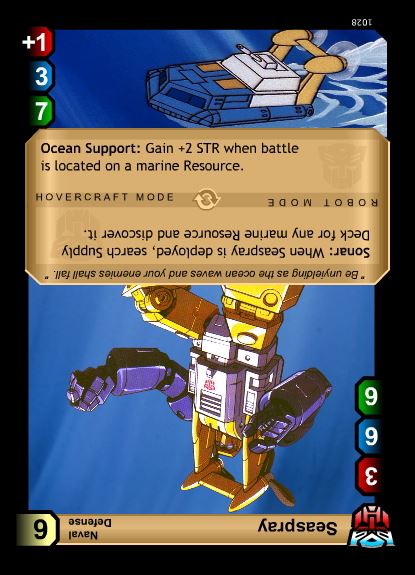 +1
3
7
Ocean Support: Gain +2 STR when battle
is located on a marine Resource.
HOVERCRAFT MODE
1028
Seaspray
Naval
Defense
3
6
6
"Be unyielding as the ocean waves and your enemies shall fall."
Sonar: When Seaspray is deployed, search Supply
Deck for any marine Resource and discover it.
ROBOT MODE